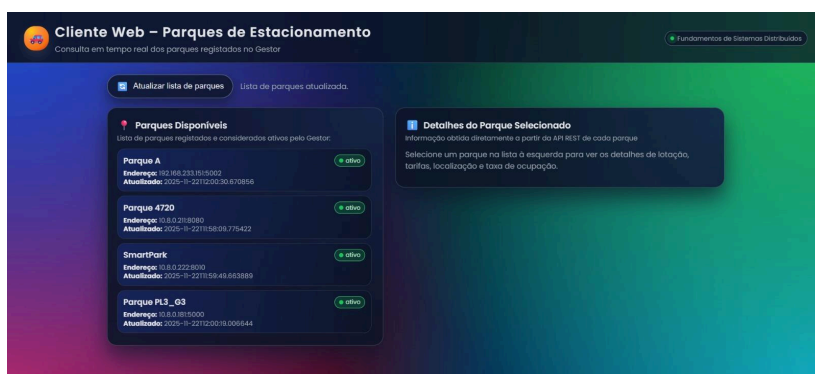 Cliente Web – Parques de Estacionamento
Consulta em tempo real dos parques registados no Gestor
Fundamentos de Sistemas Distribuídos
Atualizar lista de parques
Lista de parques atualizada.
Parques Disponíveis
Lista de parques registados e considerados ativos pelo Gestor:
Parque A
ativo
Endereço: 192.168.233.151:5002
Atualizado: 2025-11-22T12:00:30.670856
Parque 4720
ativo
Endereço: 10.8.0.211:8080
Atualizado: 2025-11-22T11:58:09.775422
SmartPark
ativo
Endereço: 10.8.0.222:8010
Atualizado: 2025-11-22T11:59:49.663889
Parque PL3_G3
ativo
Endereço: 10.8.0.181:5000
Atualizado: 2025-11-22T12:00:19.006644
Detalhes do Parque Selecionado
Informação obtida diretamente a partir da API REST de cada parque
Selecione um parque na lista à esquerda para ver os detalhes de lotação,
tarifas, localização e taxa de ocupação.